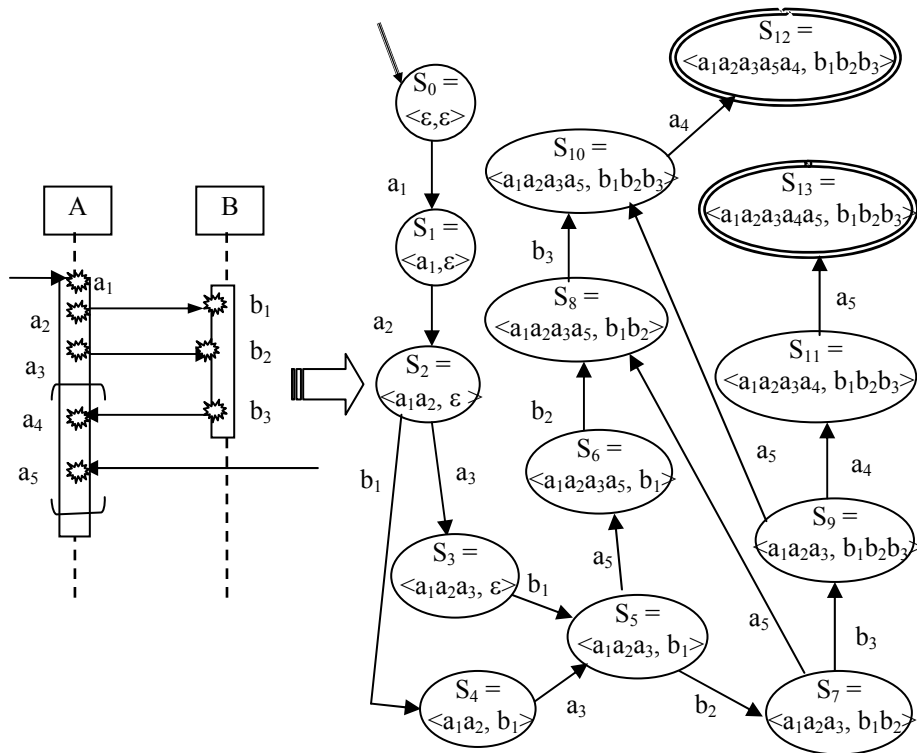 A
B
a₁
a₂
a₃
a₄
a₅
b₁
b₂
b₃
S₀ =
<ε,ε>
a₁
S₁ =
<a₁,ε>
a₂
S₂ =
<a₁a₂, ε >
b₁
a₃
S₃ =
<a₁a₂a₃, ε>
b₁
S₄ =
<a₁a₂, b₁>
a₃
S₅ =
<a₁a₂a₃, b₁>
a₅
b₂
S₆ =
<a₁a₂a₃a₅, b₁>
b₂
S₈ =
<a₁a₂a₃a₅, b₁b₂>
b₃
S₁₀ =
<a₁a₂a₃a₅, b₁b₂b₃>
a₄
S₁₂ =
<a₁a₂a₃a₅a₄, b₁b₂b₃>
S₁₃ =
<a₁a₂a₃a₄a₅, b₁b₂b₃>
a₅
S₁₁ =
<a₁a₂a₃a₄, b₁b₂b₃>
a₄
a₅
S₉ =
<a₁a₂a₃, b₁b₂b₃>
b₃
a₅
S₇ =
<a₁a₂a₃, b₁b₂>